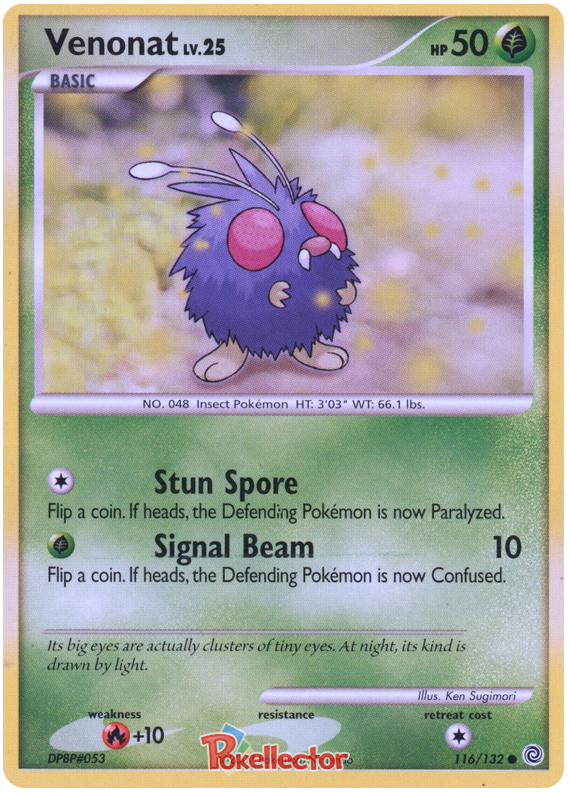 Venonat LV.25 HP 50
BASIC
NO. 048 Insect Pokémon HT: 3'03" WT: 66.1 lbs.
Stun Spore
Flip a coin. If heads, the Defending Pokémon is now Paralyzed.
Signal Beam 10
Flip a coin. If heads, the Defending Pokémon is now Confused.
Its big eyes are actually clusters of tiny eyes. At night, its kind is
drawn by light.
Illus. Ken Sugimori
weakness resistance retreat cost
+10
DPBP#053 Pokellector 116/132